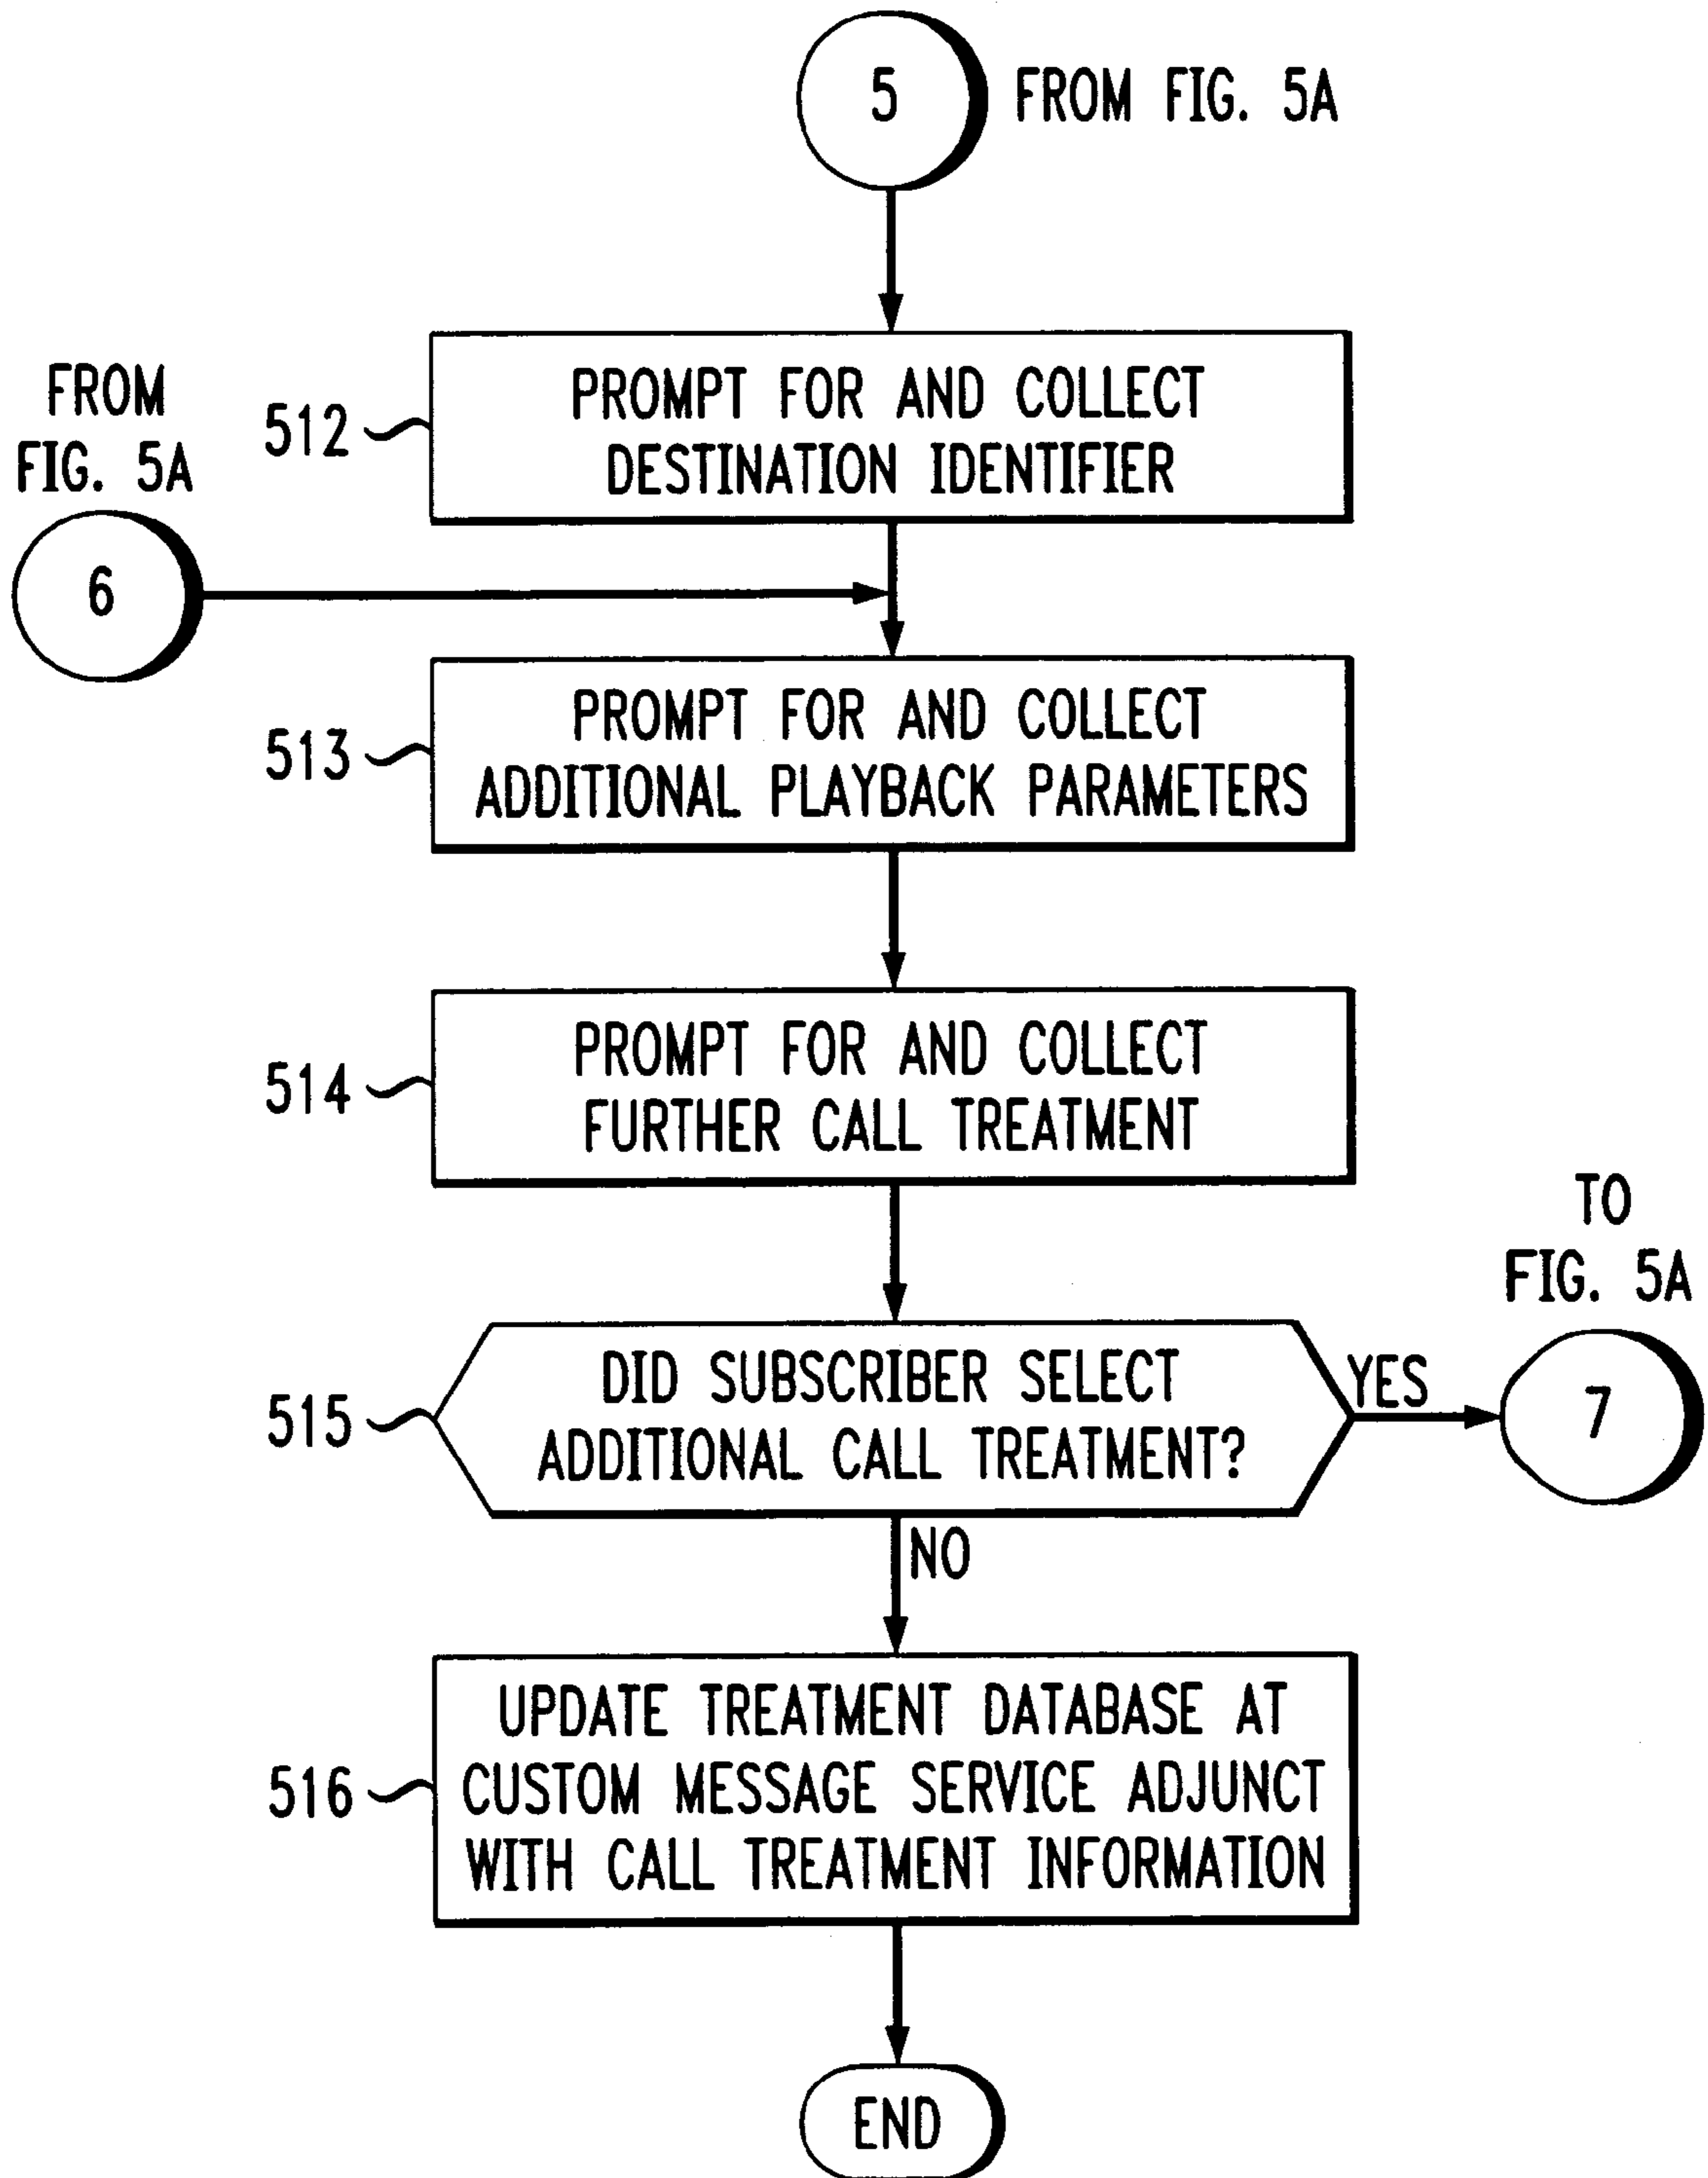 5 FROM FIG. 5A
512
PROMPT FOR AND COLLECT
DESTINATION IDENTIFIER
FROM
FIG. 5A
6
513
PROMPT FOR AND COLLECT
ADDITIONAL PLAYBACK PARAMETERS
514
PROMPT FOR AND COLLECT
FURTHER CALL TREATMENT
515
DID SUBSCRIBER SELECT
ADDITIONAL CALL TREATMENT?
YES
TO
FIG. 5A
7
NO
516
UPDATE TREATMENT DATABASE AT
CUSTOM MESSAGE SERVICE ADJUNCT
WITH CALL TREATMENT INFORMATION
END